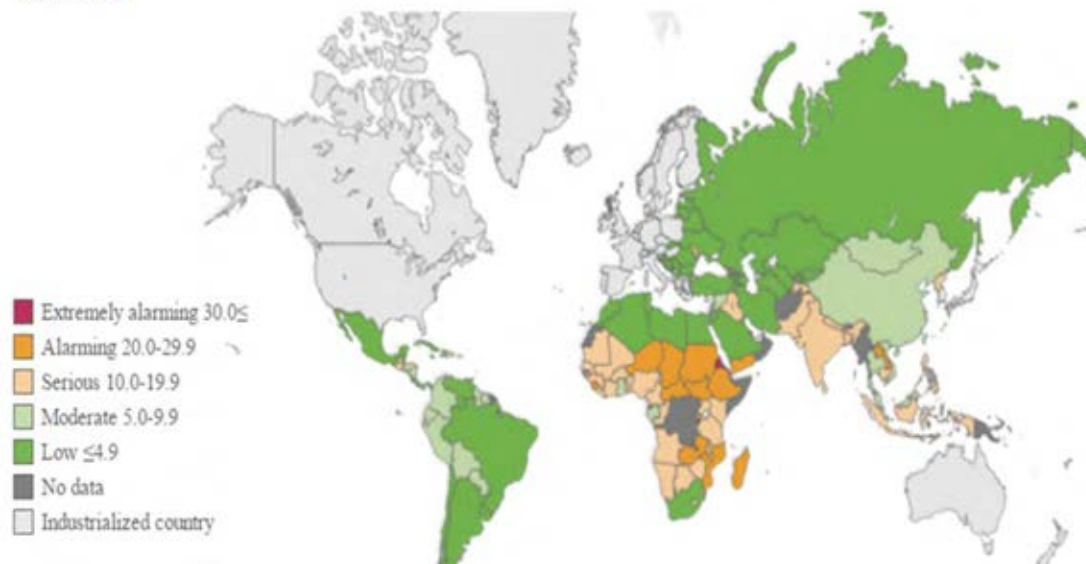 Extremely alarming 30.0≤
Alarming 20.0-29.9
Serious 10.0-19.9
Moderate 5.0-9.9
Low ≤4.9
No data
Industrialized country